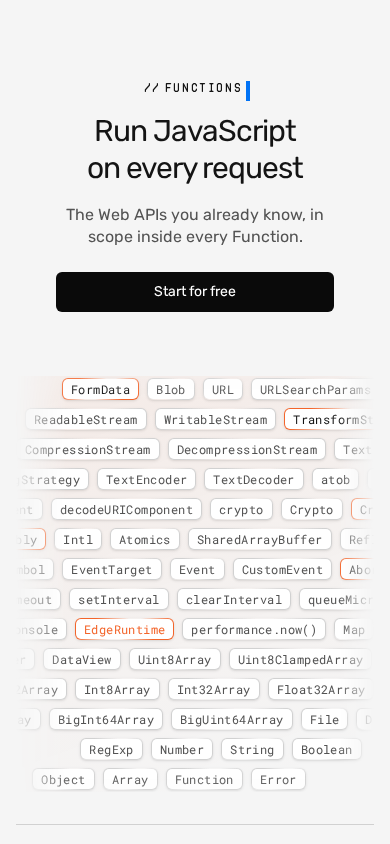 // FUNCTIONS
Run JavaScript
on every request
The Web APIs you already know, in
scope inside every Function.
Start for free
FormData Blob URL URLSearchParams
ReadableStream WritableStream
CompressionStream DecompressionStream
TextEncoder TextDecoder atob
decodeURIComponent crypto Crypto
Intl Atomics SharedArrayBuffer
EventTarget Event CustomEvent
setInterval clearInterval
EdgeRuntime performance.now() Map
DataView Uint8Array Uint8ClampedArray
Int8Array Int32Array Float32Array
BigInt64Array BigUint64Array File
RegExp Number String Boolean
Object Array Function Error